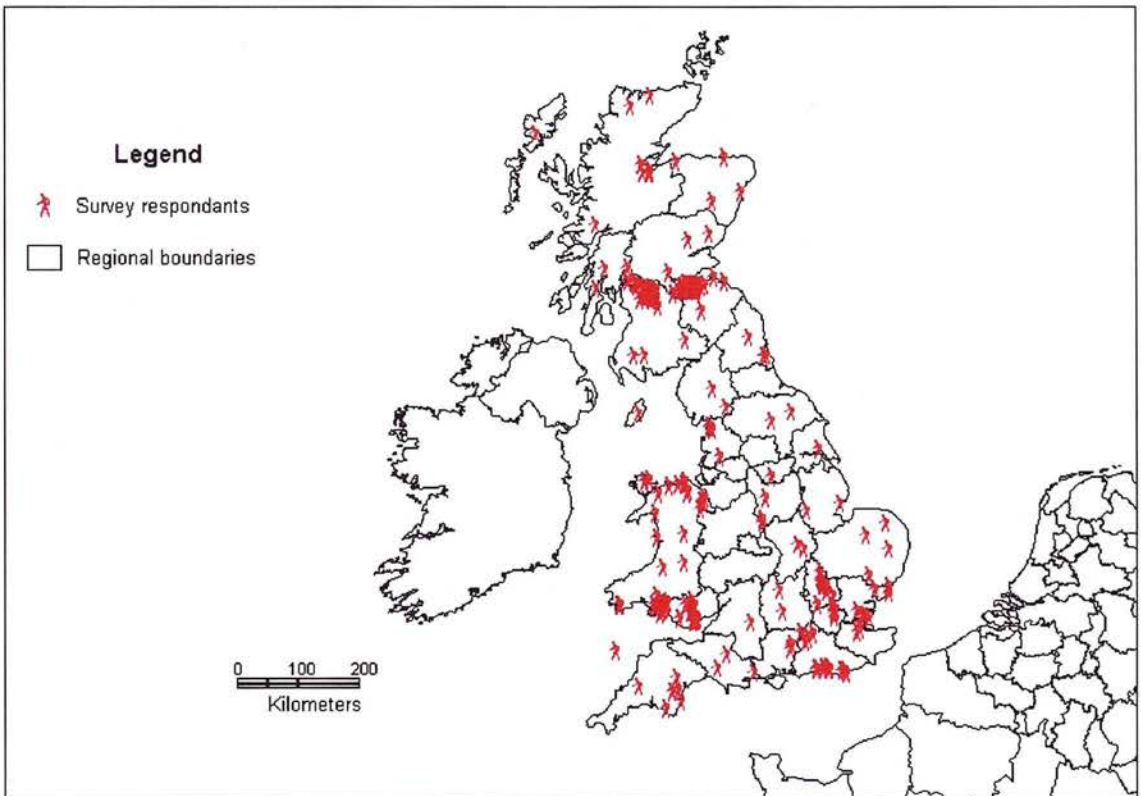 Legend
Survey respondants
Regional boundaries
0 100 200
Kilometers